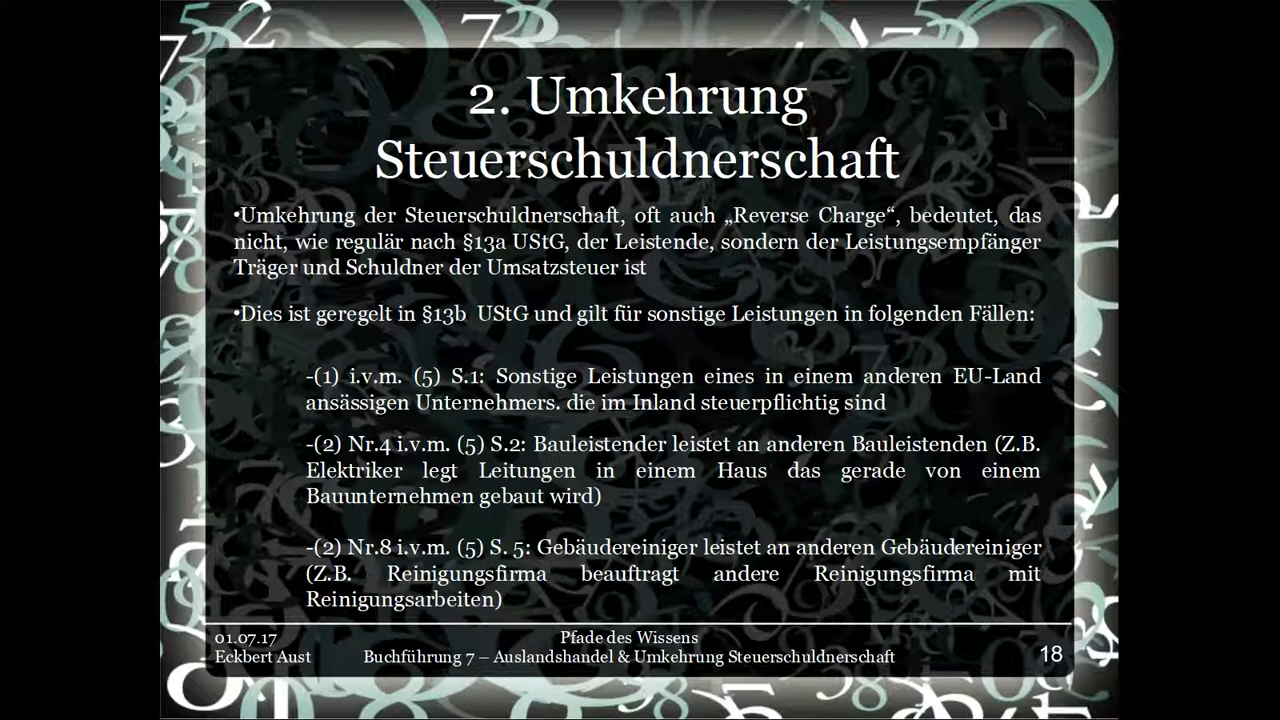 2. Umkehrung
Steuerschuldnerschaft
•Umkehrung der Steuerschuldnerschaft, oft auch „Reverse Charge“, bedeutet, das
nicht, wie regulär nach §13a UStG, der Leistende, sondern der Leistungsempfänger
Träger und Schuldner der Umsatzsteuer ist
•Dies ist geregelt in §13b  UStG und gilt für sonstige Leistungen in folgenden Fällen:
-(1) i.v.m. (5) S.1: Sonstige Leistungen eines in einem anderen EU-Land
ansässigen Unternehmers. die im Inland steuerpflichtig sind
-(2) Nr.4 i.v.m. (5) S.2: Bauleistender leistet an anderen Bauleistenden (Z.B.
Elektriker legt Leitungen in einem Haus das gerade von einem
Bauunternehmen gebaut wird)
-(2) Nr.8 i.v.m. (5) S. 5: Gebäudereiniger leistet an anderen Gebäudereiniger
(Z.B. Reinigungsfirma beauftragt andere Reinigungsfirma mit
Reinigungsarbeiten)
01.07.17
Eckbert Aust
Pfade des Wissens
Buchführung 7 – Auslandshandel & Umkehrung Steuerschuldnerschaft
18